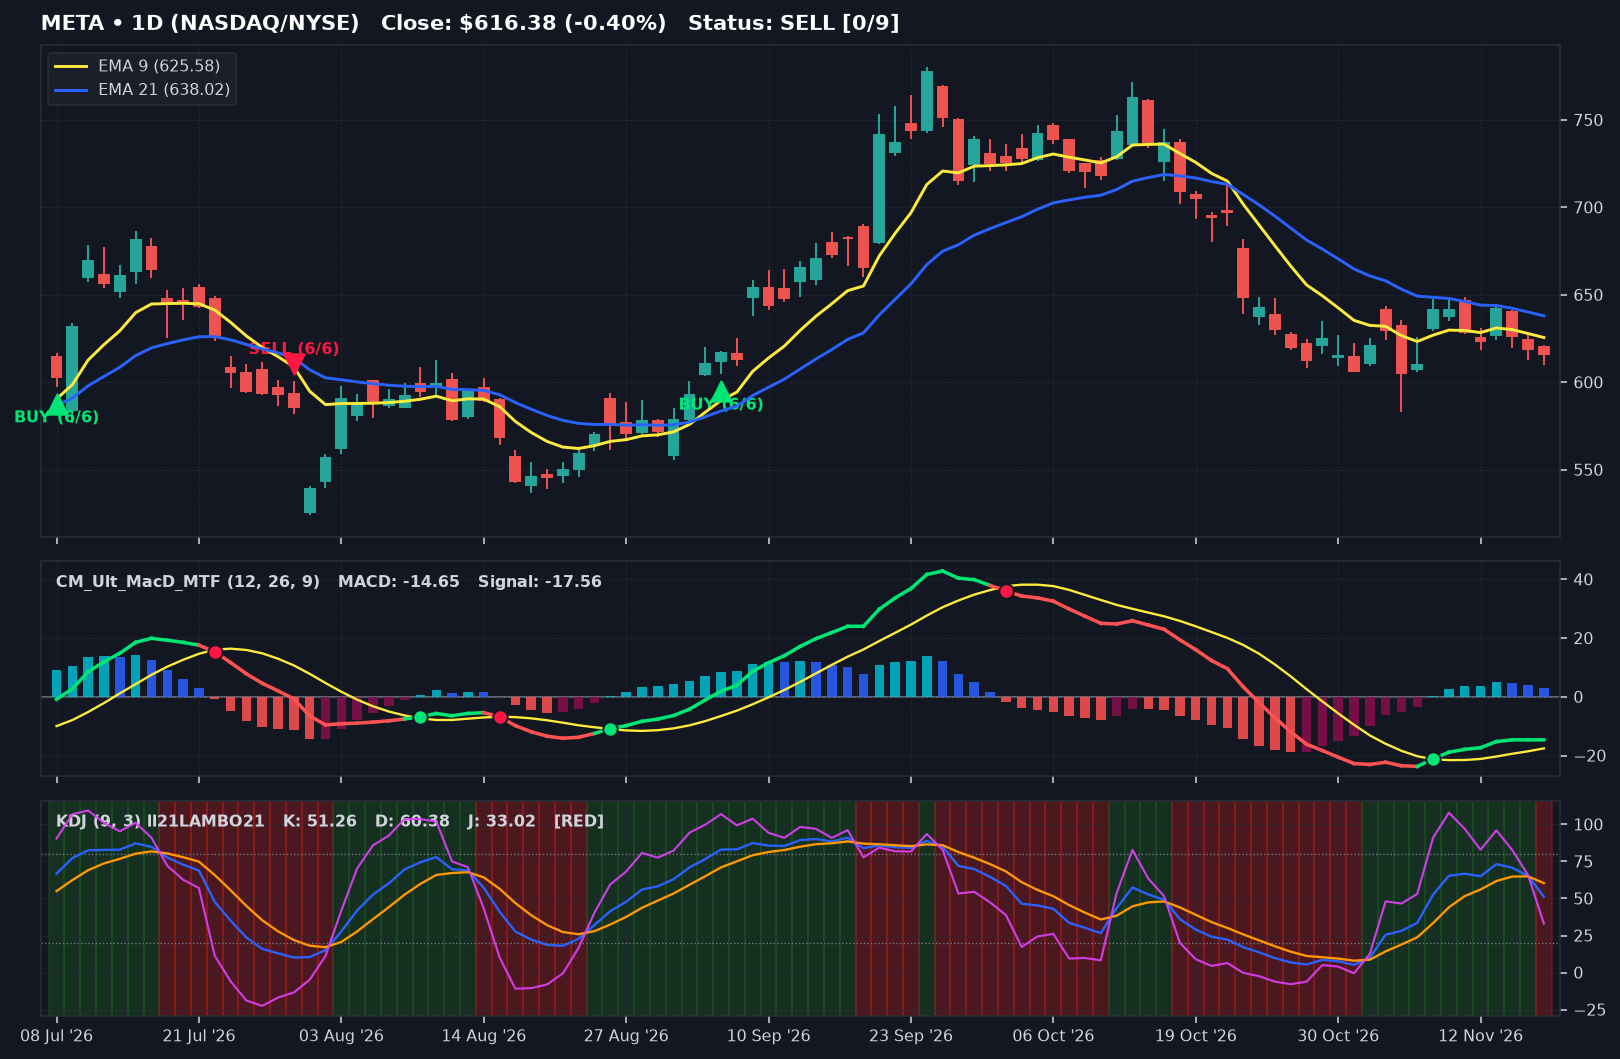 META • 1D (NASDAQ/NYSE)   Close: $616.38 (-0.40%)   Status: SELL [0/9]
EMA 9 (625.58)
EMA 21 (638.02)
750
700
650
600
550
SELL (6/6)
BUY (6/6)
BUY (6/6)
CM_Ult_MacD_MTF (12, 26, 9)   MACD: -14.65   Signal: -17.56
40
20
0
−20
KDJ (9, 3) II21LAMBO21   K: 51.26   D: 60.38   J: 33.02   [RED]
100
75
50
25
0
−25
08 Jul '26   21 Jul '26   03 Aug '26   14 Aug '26   27 Aug '26   10 Sep '26   23 Sep '26   06 Oct '26   19 Oct '26   30 Oct '26   12 Nov '26